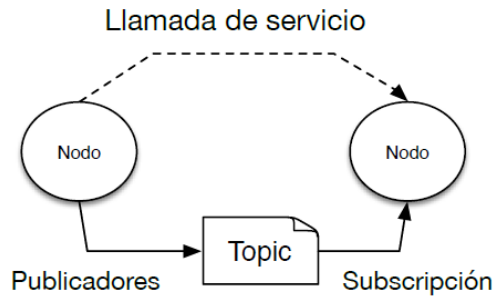 Llamada de servicio
Nodo
Nodo
Topic
Publicadores
Subscripción